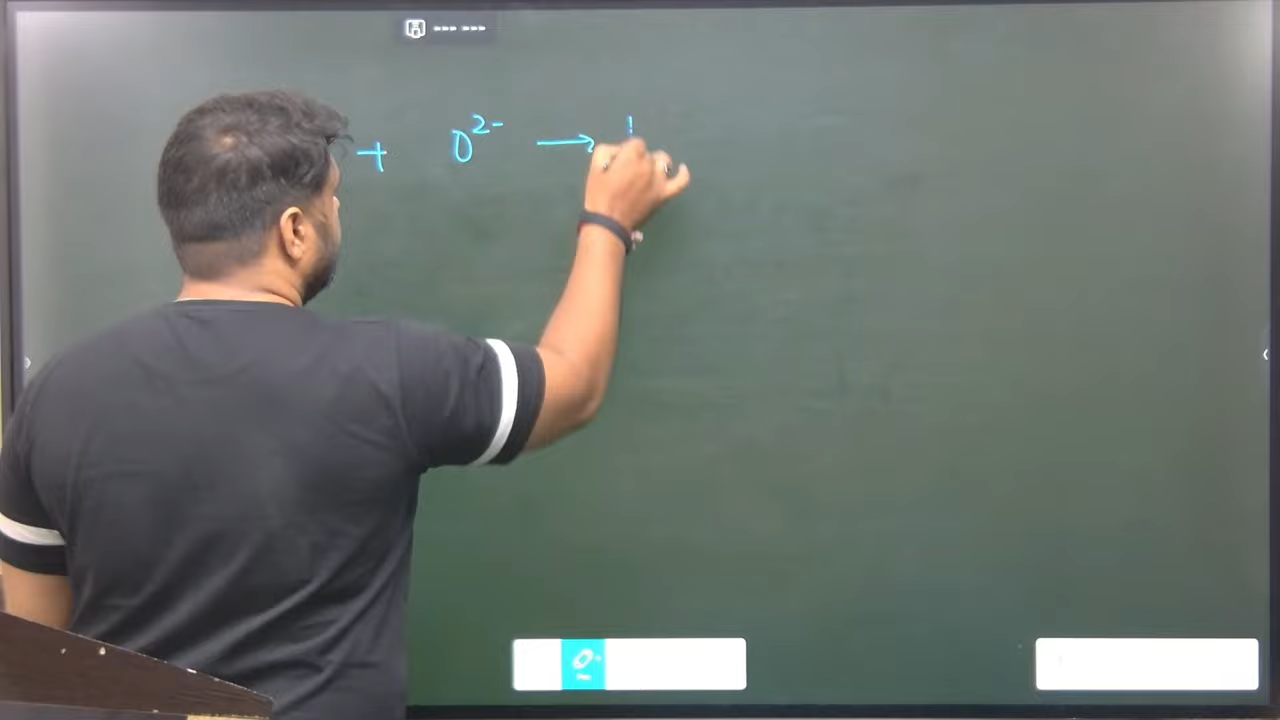 + O²⁻ →